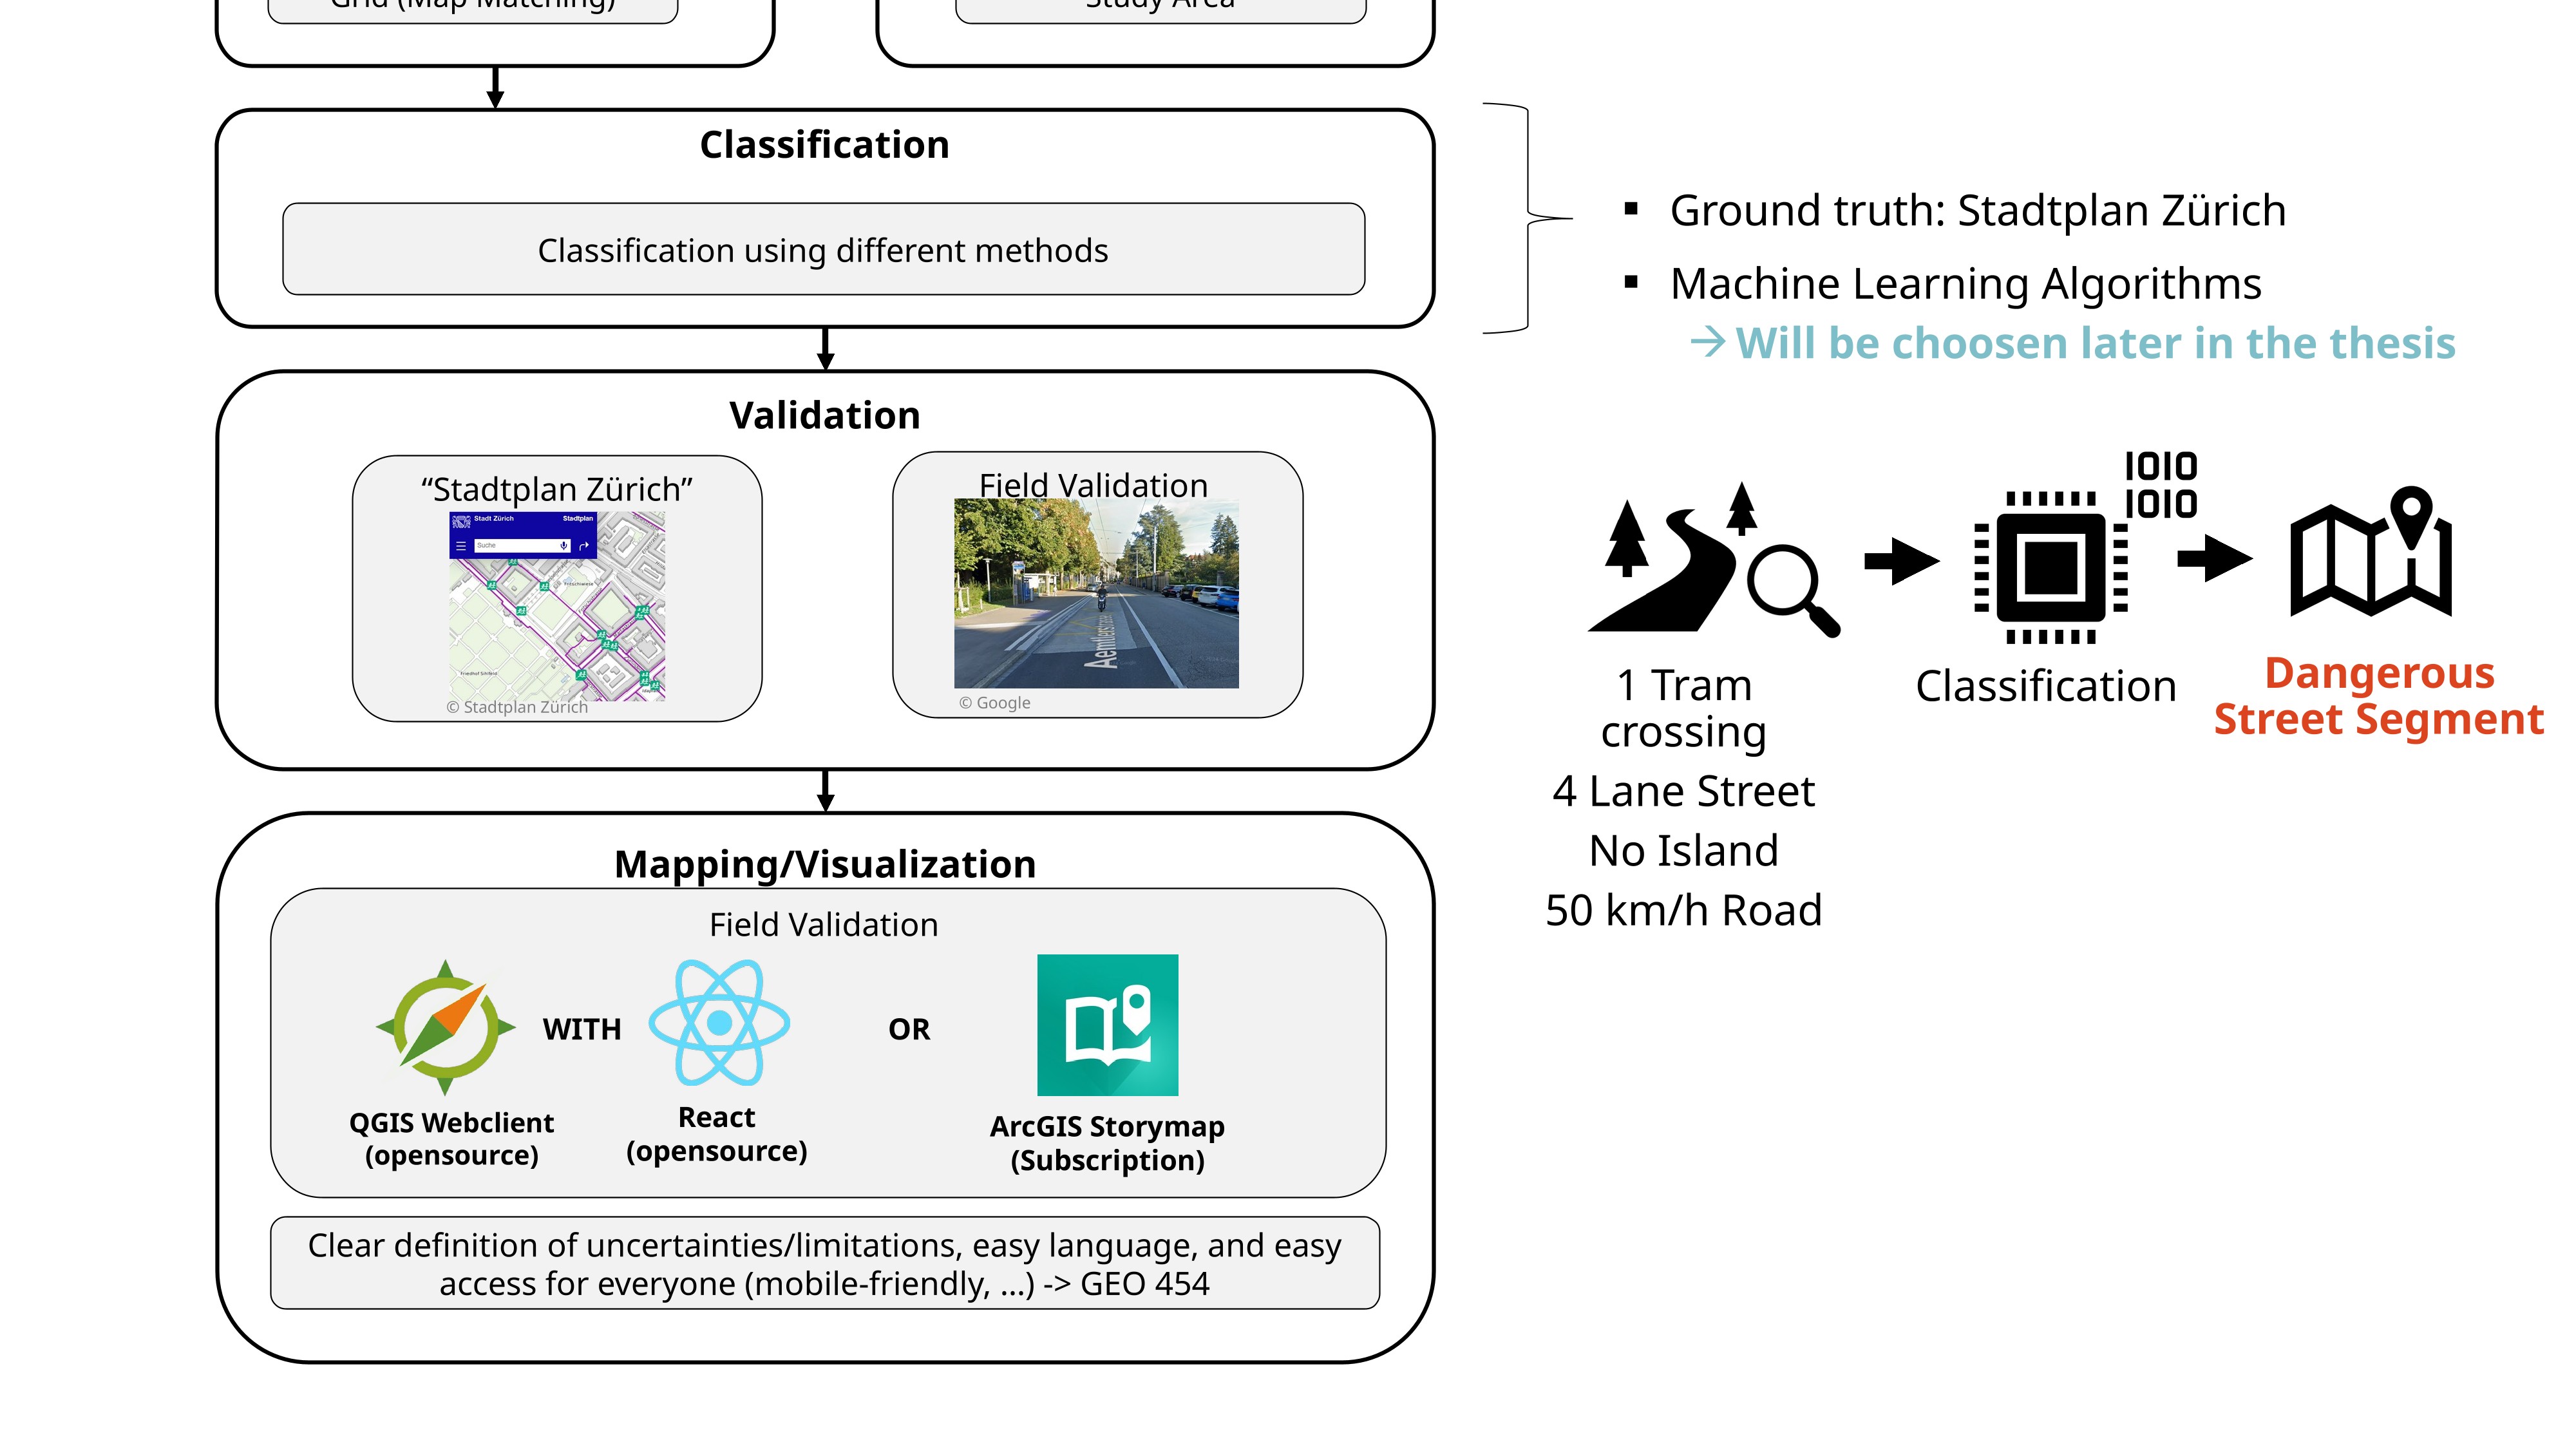 Grid (Map Matching)
Study Area
Classification
Classification using different methods
Ground truth: Stadtplan Zürich
Machine Learning Algorithms
→ Will be choosen later in the thesis
Validation
“Stadtplan Zürich”
Stadt Zürich
Stadtplan
Suche
Fritschiwiese
Friedhof Sihlfeld
© Stadtplan Zürich
Field Validation
Aemtlerstrasse
© Google
1010
1010
1 Tram
crossing
4 Lane Street
No Island
50 km/h Road
Classification
Dangerous
Street Segment
Mapping/Visualization
Field Validation
WITH
OR
QGIS Webclient
(opensource)
React
(opensource)
ArcGIS Storymap
(Subscription)
Clear definition of uncertainties/limitations, easy language, and easy
access for everyone (mobile-friendly, ...) -> GEO 454